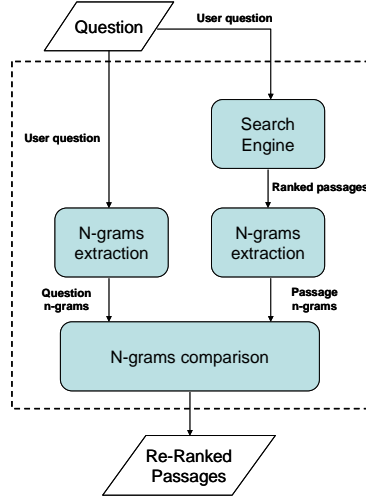 User question
Question
Search
Engine
User question
Ranked passages
N-grams
extraction
N-grams
extraction
Question
n-grams
Passage
n-grams
N-grams comparison
Re-Ranked
Passages